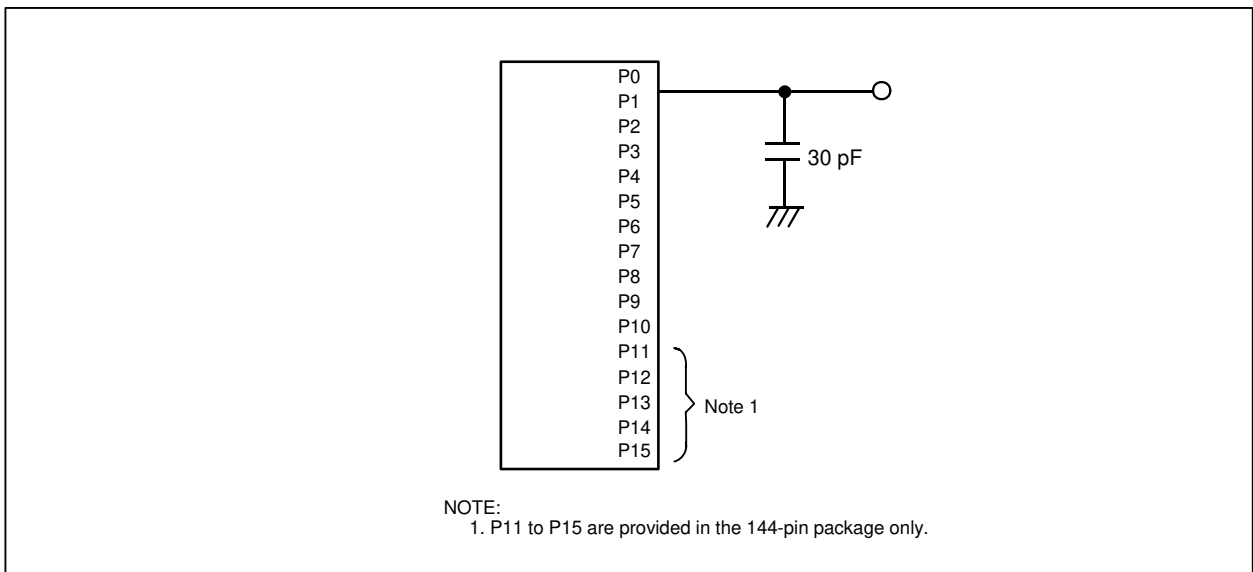 P0
P1
P2
P3
P4
P5
P6
P7
P8
P9
P10
P11
P12
P13
P14
P15
30 pF
Note 1
NOTE:
1. P11 to P15 are provided in the 144-pin package only.